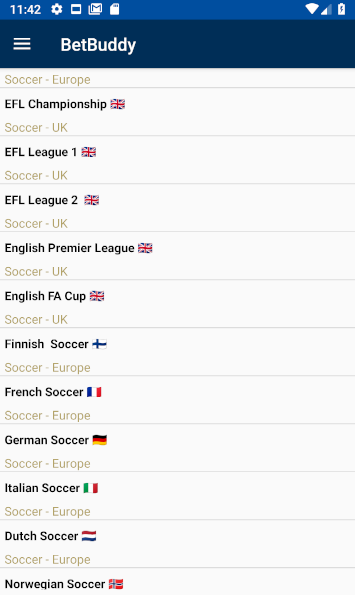 11:42
BetBuddy
Soccer - Europe
EFL Championship 🇬🇧
Soccer - UK
EFL League 1 🇬🇧
Soccer - UK
EFL League 2 🇬🇧
Soccer - UK
English Premier League 🇬🇧
Soccer - UK
English FA Cup 🇬🇧
Soccer - UK
Finnish  Soccer 🇫🇮
Soccer - Europe
French Soccer 🇫🇷
Soccer - Europe
German Soccer 🇩🇪
Soccer - Europe
Italian Soccer 🇮🇹
Soccer - Europe
Dutch Soccer 🇳🇱
Soccer - Europe
Norwegian Soccer 🇳🇴